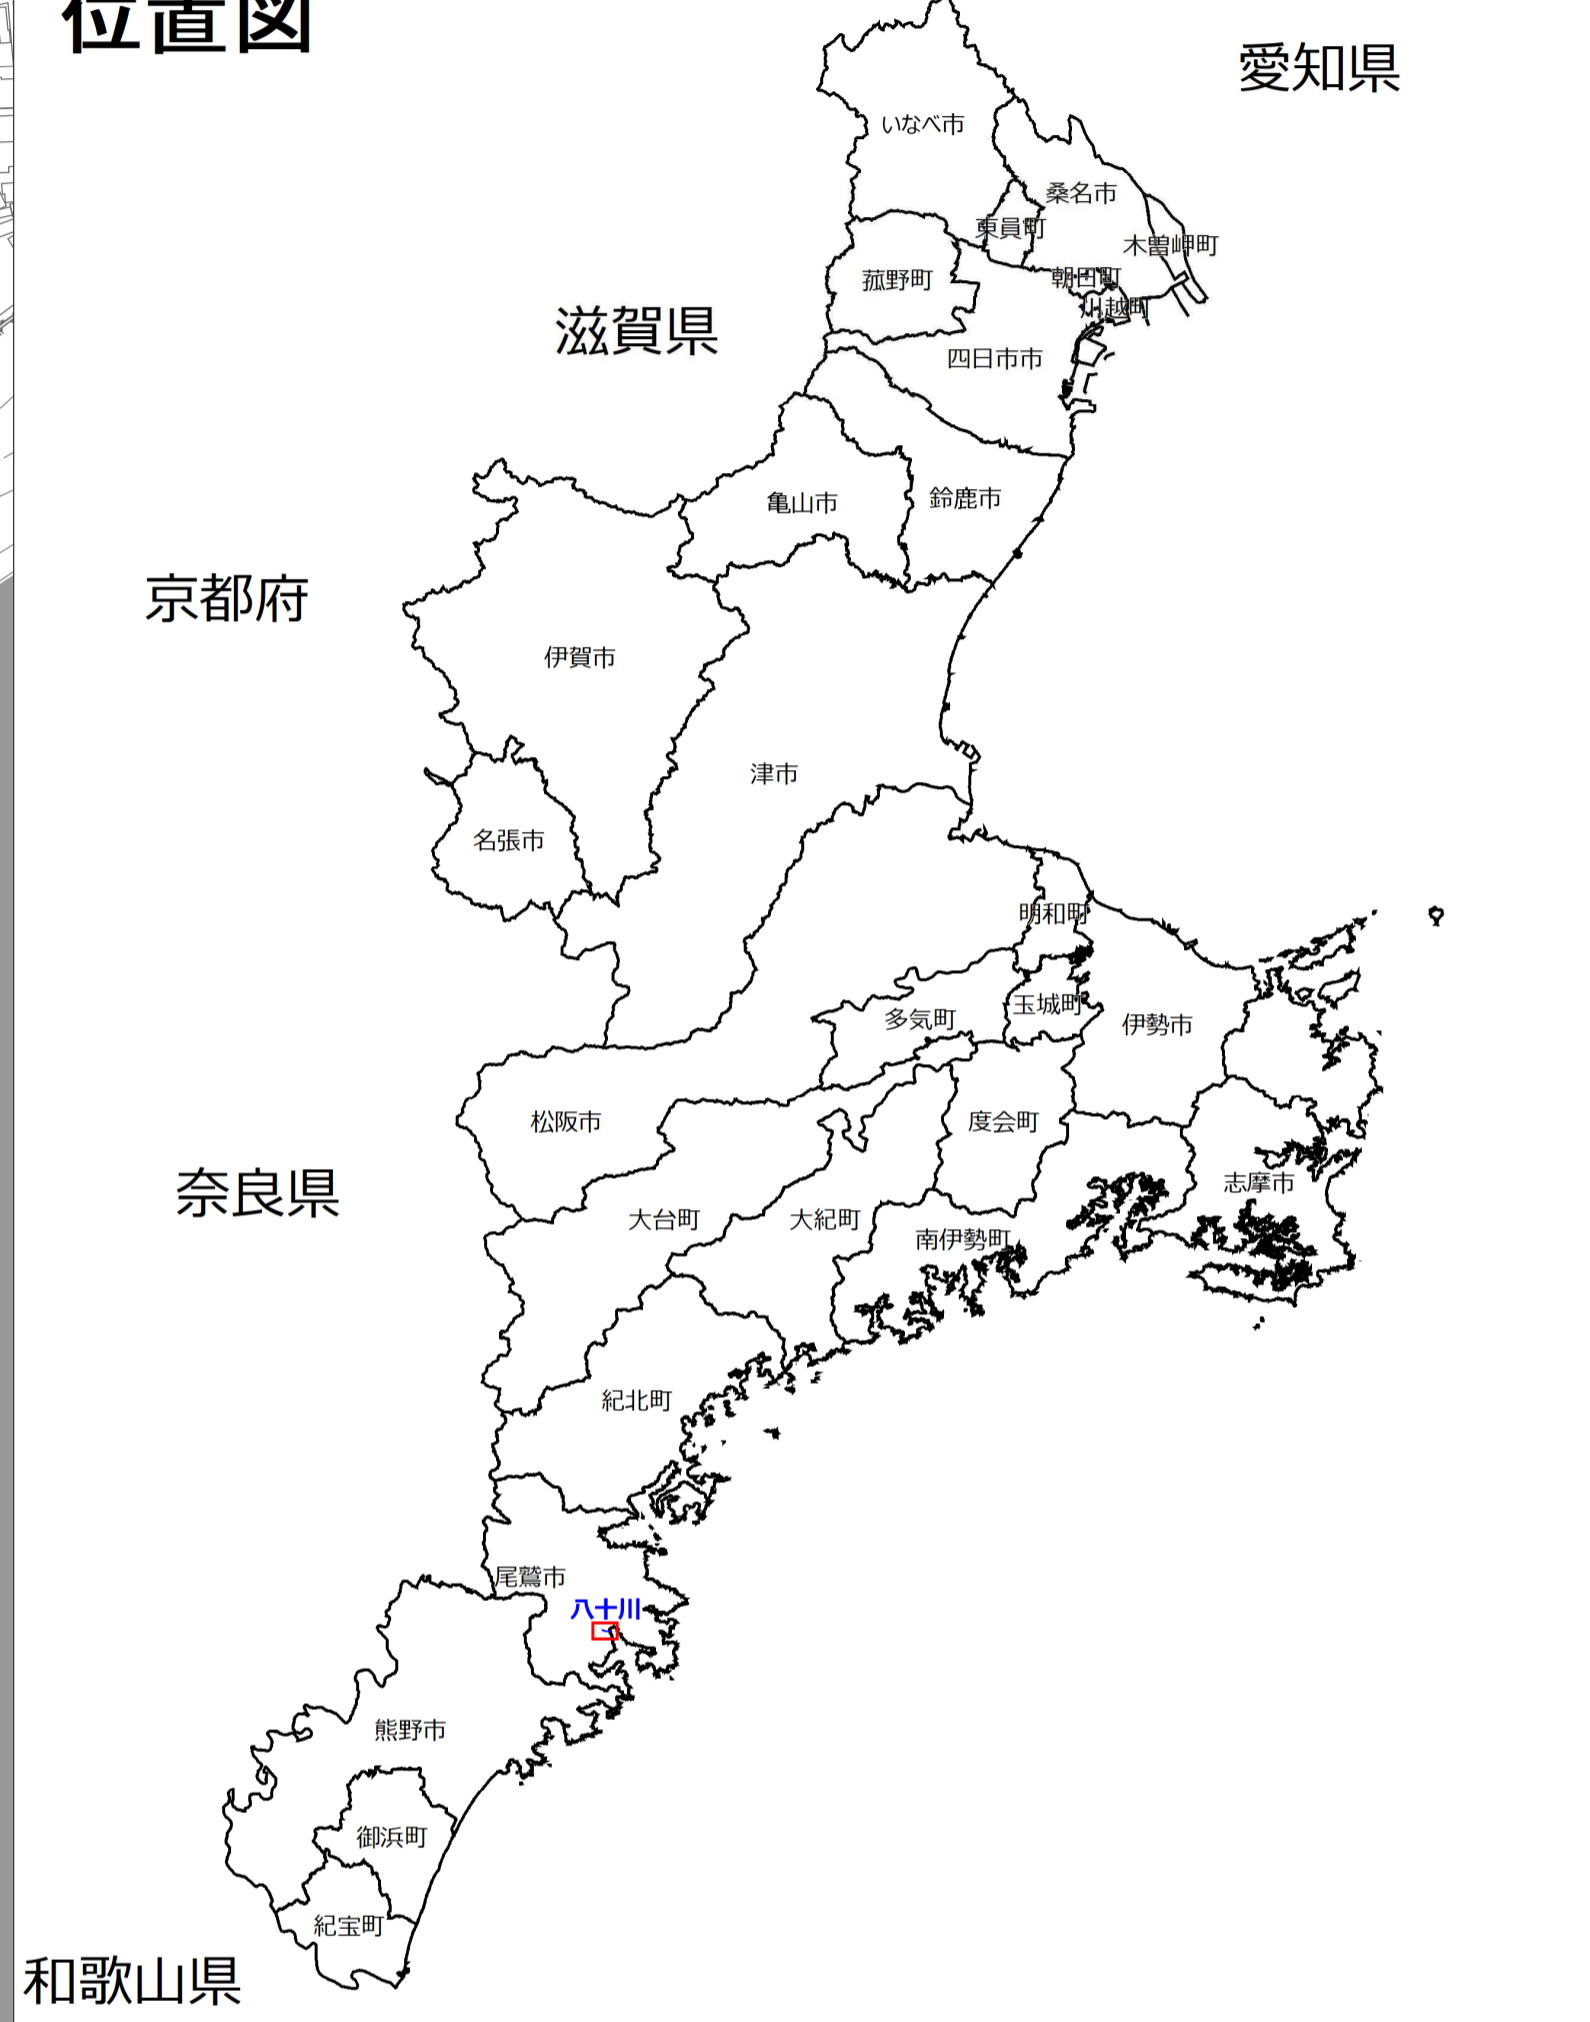 位置図
愛知県
いなべ市
桑名市
東員町
木曽岬町
菰野町
朝日町
川越町
滋賀県
四日市市
亀山市
鈴鹿市
京都府
伊賀市
津市
名張市
明和町
玉城町
多気町
伊勢市
松阪市
度会町
奈良県
志摩市
大台町
大紀町
南伊勢町
紀北町
尾鷲市
八十川
熊野市
御浜町
紀宝町
和歌山県